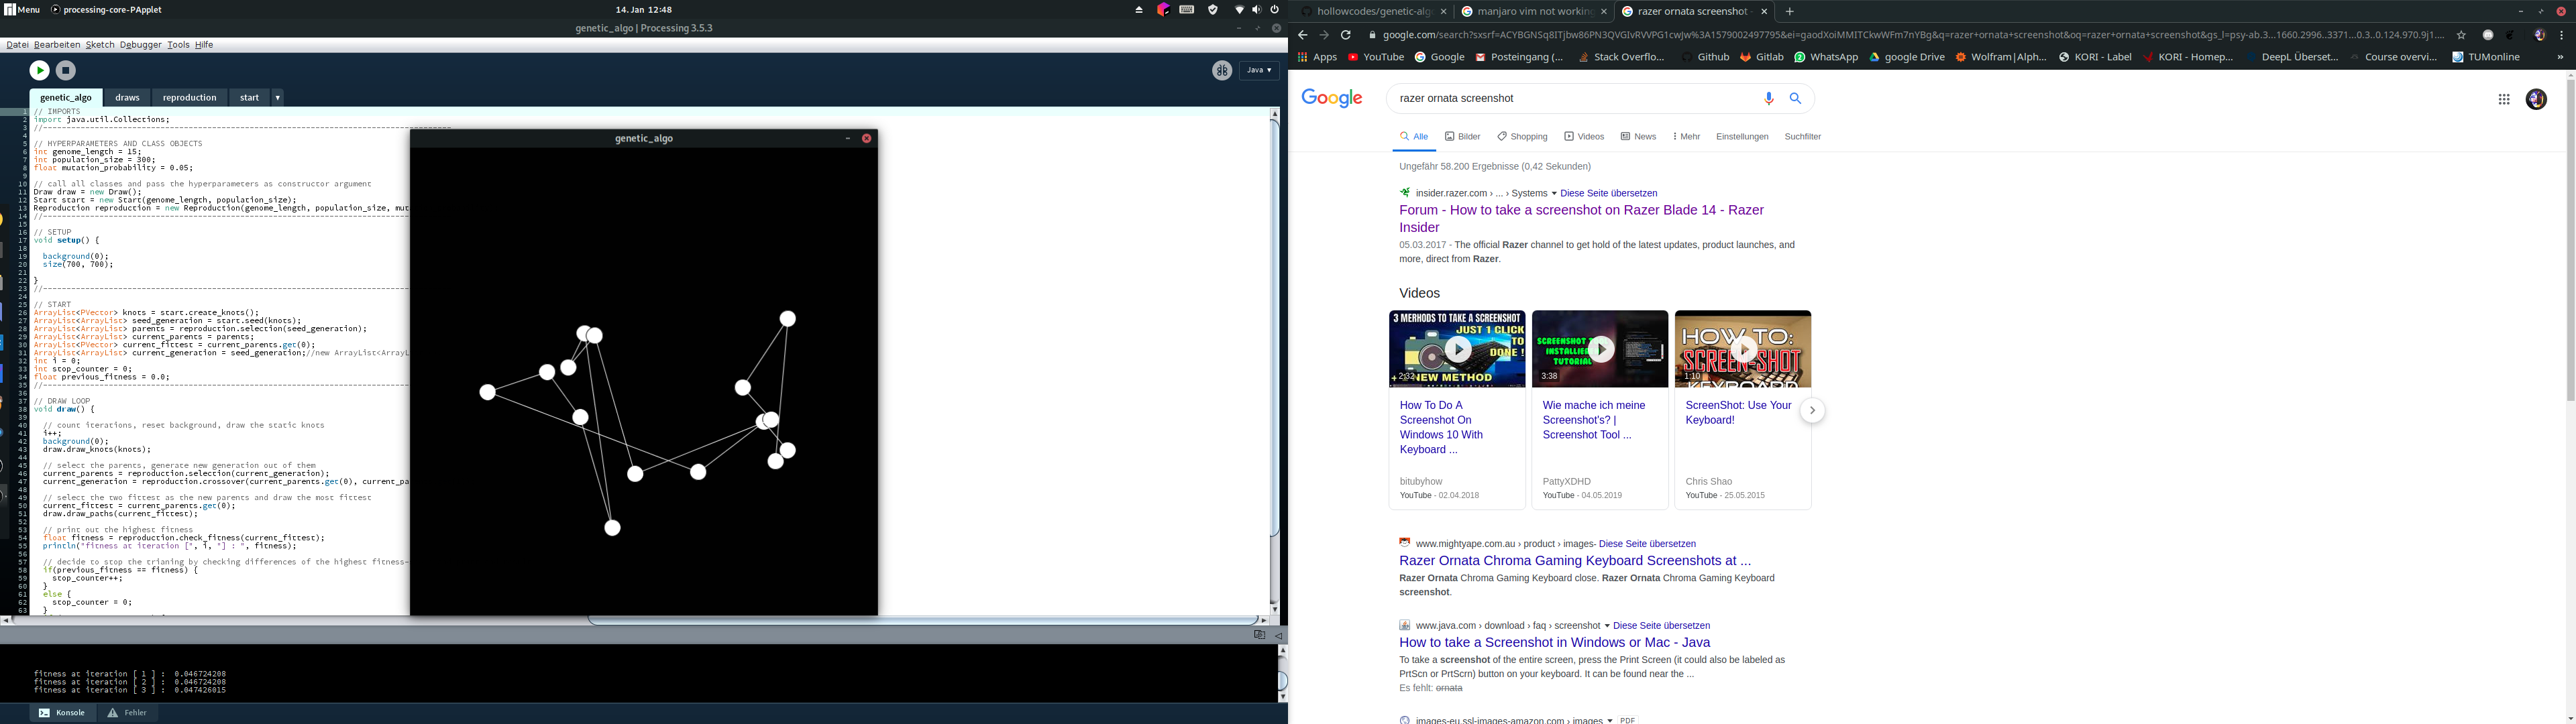 Menu processing-core-PApplet 14. Jan 12:48
genetic_algo | Processing 3.5.3
Datei Bearbeiten Sketch Debugger Tools Hilfe
Java ▾
genetic_algo draws reproduction start ▾
1 // IMPORTS
2 import java.util.Collections;
3 //------------------------------------------------------------
4
5 // HYPERPARAMETERS AND CLASS OBJECTS
6 int genome_length = 15;
7 int population_size = 300;
8 float mutation_probability = 0.05;
9
10 // call all classes and pass the hyperparameters as constructor argument
11 Draw draw = new Draw();
12 Start start = new Start(genome_length, population_size);
13 Reproduction reproduction = new Reproduction(genome_length, population_size, mut
14 //------------------------------------------------------------
15
16 // SETUP
17 void setup() {
18
19 background(0);
20 size(700, 700);
21
22 }
23 //------------------------------------------------------------
24
25 // START
26 ArrayList<PVector> knots = start.create_knots();
27 ArrayList<ArrayList> seed_generation = start.seed(knots);
28 ArrayList<ArrayList> parents = reproduction.selection(seed_generation);
29 ArrayList<ArrayList> current_parents = parents;
30 ArrayList<PVector> current_fittest = current_parents.get(0);
31 ArrayList<ArrayList> current_generation = seed_generation;//new ArrayList<ArrayL
32 int i = 0;
33 int stop_counter = 0;
34 float previous_fitness = 0.0;
35 //------------------------------------------------------------
36
37 // DRAW LOOP
38 void draw() {
39
40 // count iterations, reset background, draw the static knots
41 i++;
42 background(0);
43 draw.draw_knots(knots);
44
45 // select the parents, generate new generation out of them
46 current_parents = reproduction.selection(current_generation);
47 current_generation = reproduction.crossover(current_parents.get(0), current_pa
48
49 // select the two fittest as the new parents and draw the most fittest
50 current_fittest = current_parents.get(0);
51 draw.draw_paths(current_fittest);
52
53 // print out the highest fitness
54 float fitness = reproduction.check_fitness(current_fittest);
55 println("fitness at iteration [", i, "] : ", fitness);
56
57 // decide to stop the trianing by checking differences of the highest fitness-
58 if(previous_fitness == fitness) {
59 stop_counter++;
60 }
61 else {
62 stop_counter = 0;
63 }
genetic_algo
fitness at iteration [ 1 ] : 0.046724208
fitness at iteration [ 2 ] : 0.046724208
fitness at iteration [ 3 ] : 0.047426015
Konsole Fehler
hollowcodes/genetic-algo manjaro vim not working razer ornata screenshot
google.com/search?sxsrf=ACYBGNSq8ITjbw86PN3QVGIvRVVPG1cwJw%3A1579002497795&ei=gaodXoiMMITCkwWFm7nYBg&q=razer+ornata+screenshot&oq=razer+ornata+screenshot&gs_l=psy-ab.3...1660.2996..3371...0.3..0.124.970.9j1....
Apps YouTube Google Posteingang (... Stack Overflo... Github Gitlab WhatsApp google Drive Wolfram|Alph... KORI - Label KORI - Homep... DeepL Überset... Course overvi... TUMonline »
Google
razer ornata screenshot
Alle Bilder Shopping Videos News Mehr Einstellungen Suchfilter
Ungefähr 58.200 Ergebnisse (0,42 Sekunden)
insider.razer.com › ... › Systems ▾ Diese Seite übersetzen
Forum - How to take a screenshot on Razer Blade 14 - Razer
Insider
05.03.2017 - The official Razer channel to get hold of the latest updates, product launches, and
more, direct from Razer.
Videos
3 MERHODS TO TAKE A SCREENSHOT
JUST 1 CLICK
TO
DONE !
+ NEW METHOD
2:32
How To Do A
Screenshot On
Windows 10 With
Keyboard ...
bitubyhow
YouTube - 02.04.2018
INSTALLIE
TUTORIAL
3:38
Wie mache ich meine
Screenshot's? |
Screenshot Tool ...
PattyXDHD
YouTube - 04.05.2019
HOW TO:
SCREEN-SHOT
KEYBOARD
1:10
ScreenShot: Use Your
Keyboard!
Chris Shao
YouTube - 25.05.2015
www.mightyape.com.au › product › images- Diese Seite übersetzen
Razer Ornata Chroma Gaming Keyboard Screenshots at ...
Razer Ornata Chroma Gaming Keyboard close. Razer Ornata Chroma Gaming Keyboard
screenshot.
www.java.com › download › faq › screenshot ▾ Diese Seite übersetzen
How to take a Screenshot in Windows or Mac - Java
To take a screenshot of the entire screen, press the Print Screen (it could also be labeled as
PrtScn or PrtScrn) button on your keyboard. It can be found near the ...
Es fehlt: ornata
images-eu.ssl-images-amazon.com › images ▾ PDF